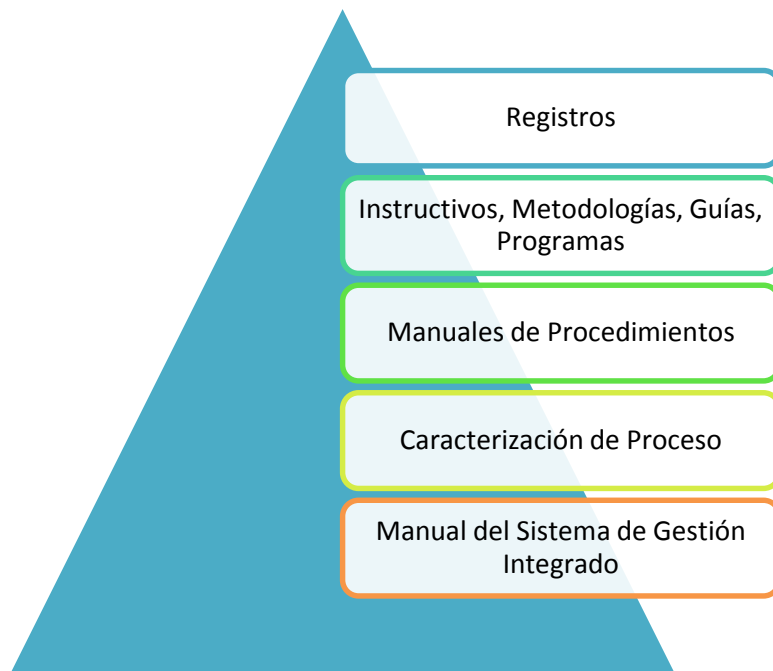 Registros
Instructivos, Metodologías, Guías,
Programas
Manuales de Procedimientos
Caracterización de Proceso
Manual del Sistema de Gestión
Integrado